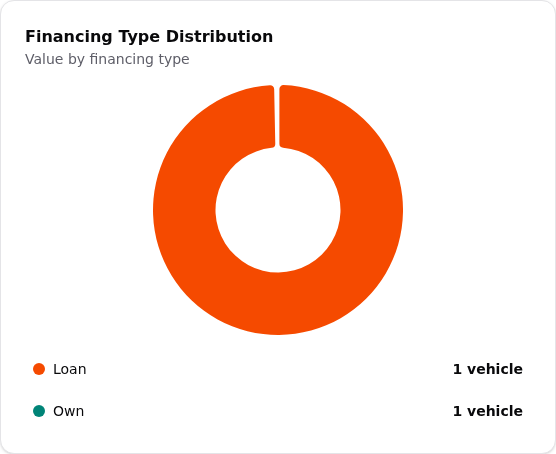 Financing Type Distribution
Value by financing type
Loan 1 vehicle
Own 1 vehicle